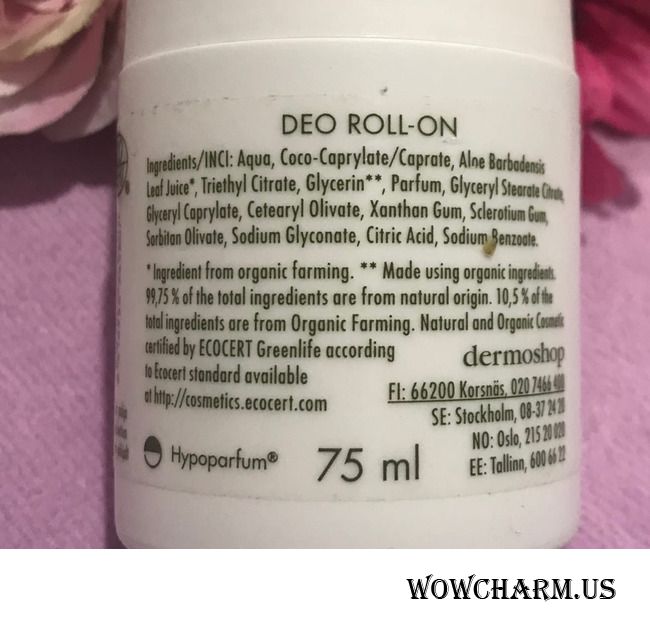 DEO ROLL-ON
Ingredients/INCI: Aqua, Coco-Caprylate/Caprate, Aloe Barbadensis
Leaf Juice*, Triethyl Citrate, Glycerin**, Parfum, Glyceryl Stearate Citrate,
Glyceryl Caprylate, Cetearyl Olivate, Xanthan Gum, Sclerotium Gum,
Sorbitan Olivate, Sodium Glyconate, Citric Acid, Sodium Benzoate.
* Ingredient from organic farming. ** Made using organic ingredients.
99,75 % of the total ingredients are from natural origin. 10,5 % of the
total ingredients are from Organic Farming. Natural and Organic Cosmetic
certified by ECOCERT Greenlife according
to Ecocert standard available
at http://cosmetics.ecocert.com
dermoshop
FI: 66200 Korsnäs, 020 7466 400
SE: Stockholm, 08-37 24 28
NO: Oslo, 215 20 020
EE: Tallinn, 600 66 22
Hypoparfum®
75 ml
WOWCHARM.US